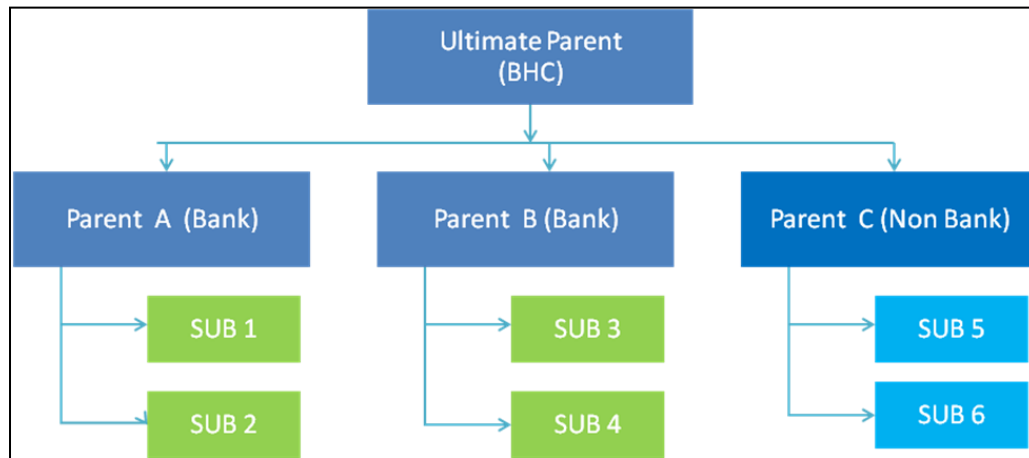 Ultimate Parent
(BHC)
Parent A (Bank)
Parent B (Bank)
Parent C (Non Bank)
SUB 1
SUB 3
SUB 5
SUB 2
SUB 4
SUB 6